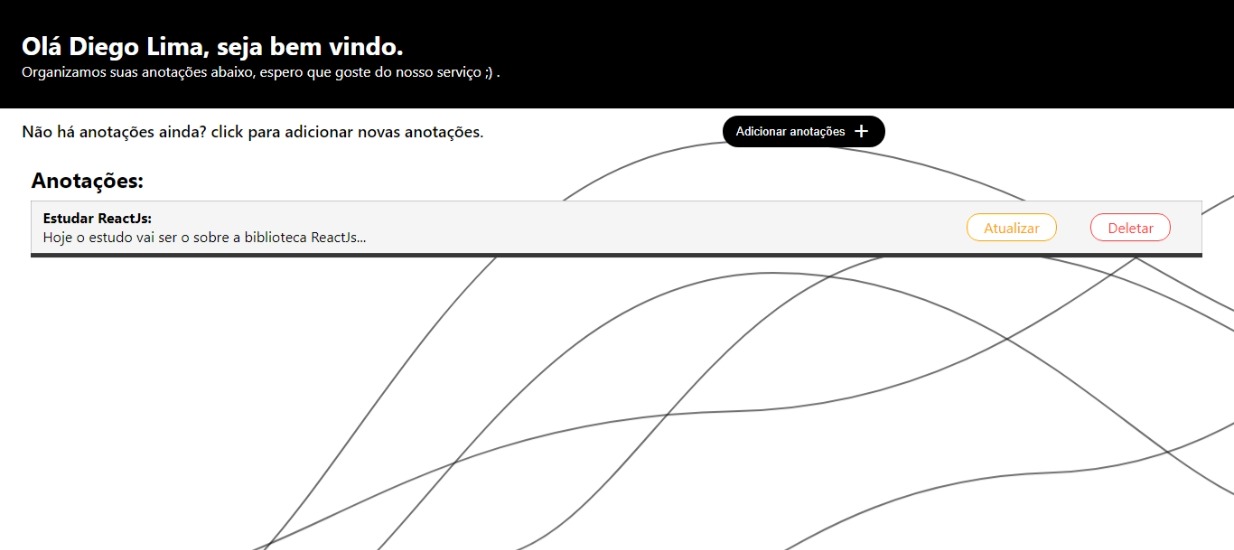 Olá Diego Lima, seja bem vindo.
Organizamos suas anotações abaixo, espero que goste do nosso serviço ;) .
Não há anotações ainda? click para adicionar novas anotações.
Adicionar anotações +
Anotações:
Estudar ReactJs:
Hoje o estudo vai ser o sobre a biblioteca ReactJs...
Atualizar
Deletar